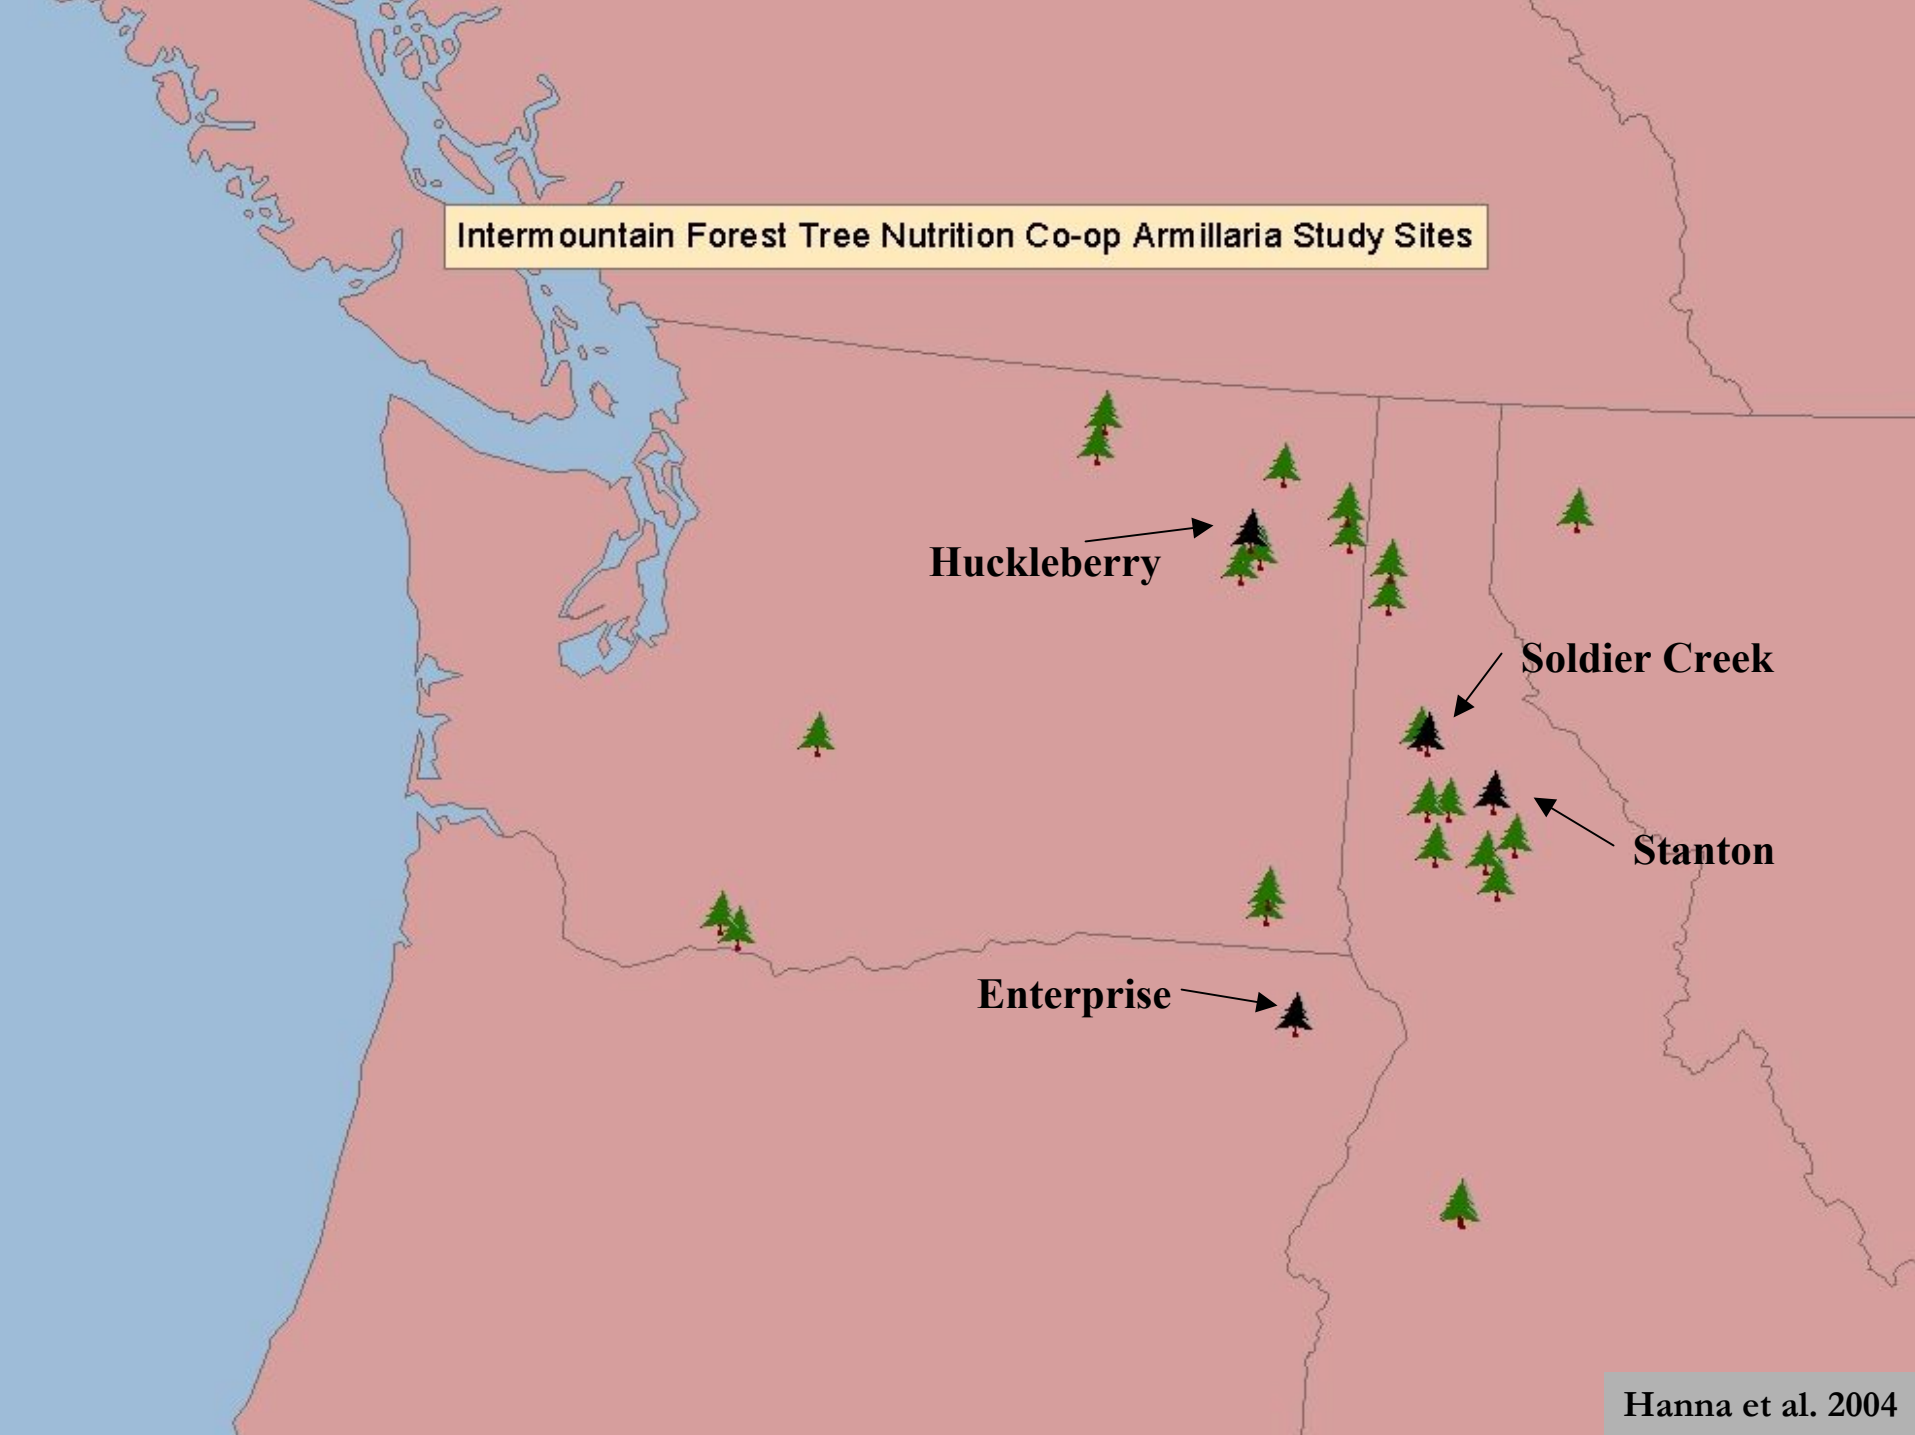 Intermountain Forest Tree Nutrition Co-op Armillaria Study Sites
Huckleberry
Soldier Creek
Stanton
Enterprise
Hanna et al. 2004